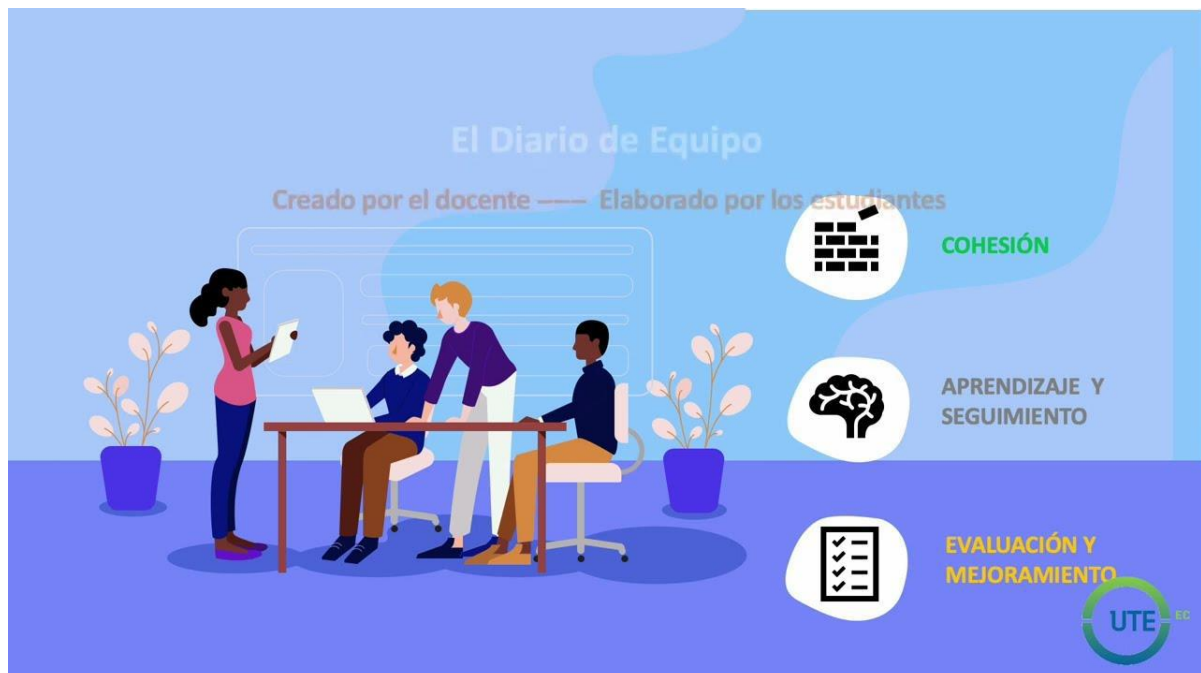 El Diario de Equipo
Creado por el docente ––– Elaborado por los estudiantes
COHESIÓN
APRENDIZAJE Y
SEGUIMIENTO
EVALUACIÓN Y
MEJORAMIENTO
UTE EC